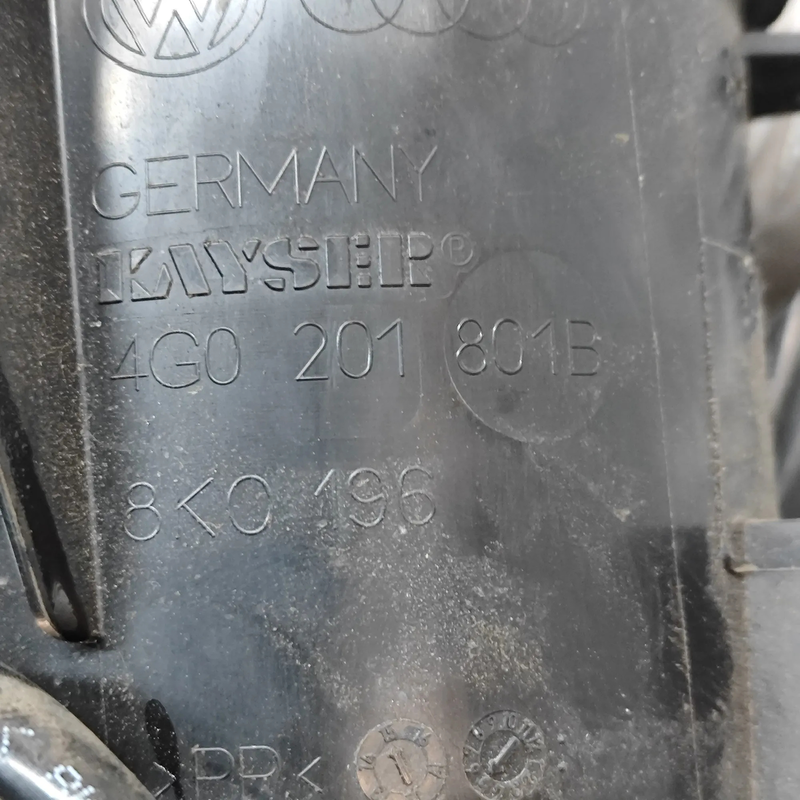 GERMANY
KAYSER®
4G0 201 801B
8K0 196
>PP<